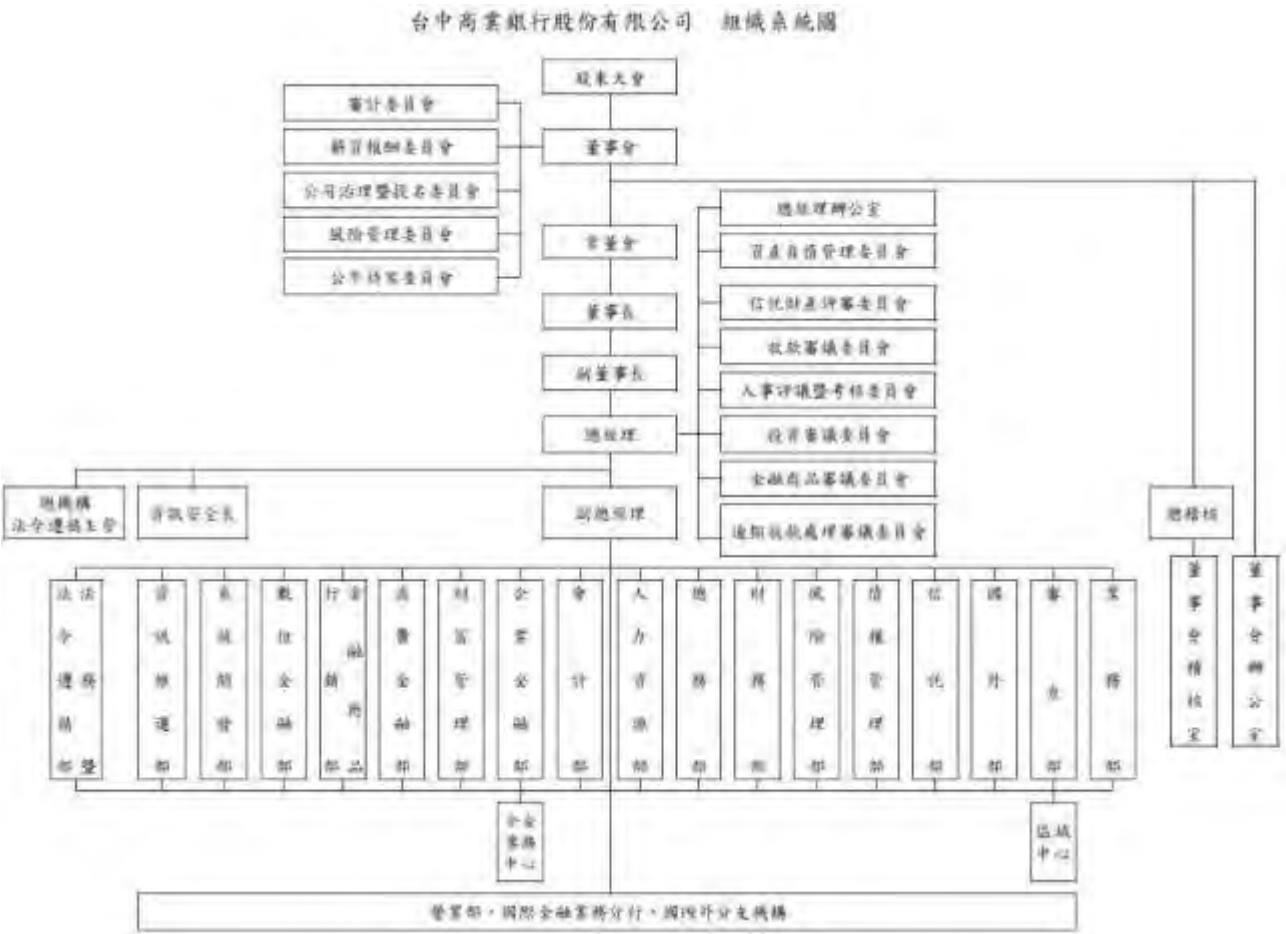 台中商業銀行股份有限公司　組織系統圖
股東大會
審計委員會
薪資報酬委員會
董事會
公司治理暨提名委員會
風險管理委員會
公平待客委員會
常董會
董事長
副董事長
總經理
總經理辦公室
資產負債管理委員會
信託財產評審委員會
放款審議委員會
人事評議暨考核委員會
投資審議委員會
金融商品審議委員會
逾期放款處理審議委員會
總機構
法令遵循主管
資訊安全長
副總經理
總稽核
法務暨
法令遵循部
資訊維運部
系統開發部
數位金融部
金融商品
行銷部
消費金融部
財富管理部
企業金融部
會計部
人力資源部
總務部
財務部
風險管理部
債權管理部
信託部
國外部
審查部
業務部
董事會稽核室
董事會辦公室
企金
業務
中心
區域
中心
營業部、國際金融業務分行、國內外分支機構